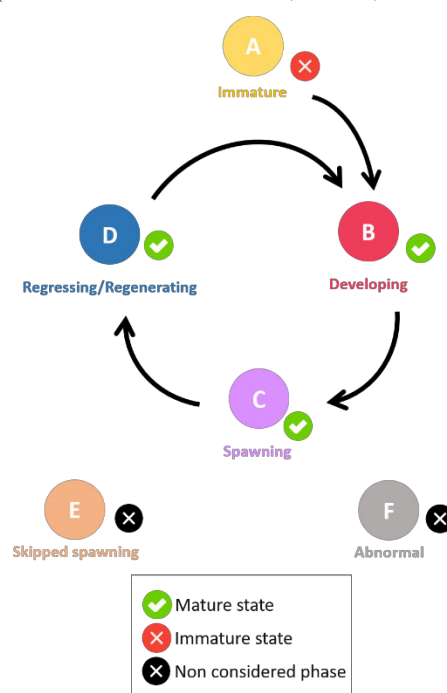 A
Immature
D
B
Regressing/Regenerating
Developing
C
Spawning
E
F
Skipped spawning
Abnormal
Mature state
Immature state
Non considered phase